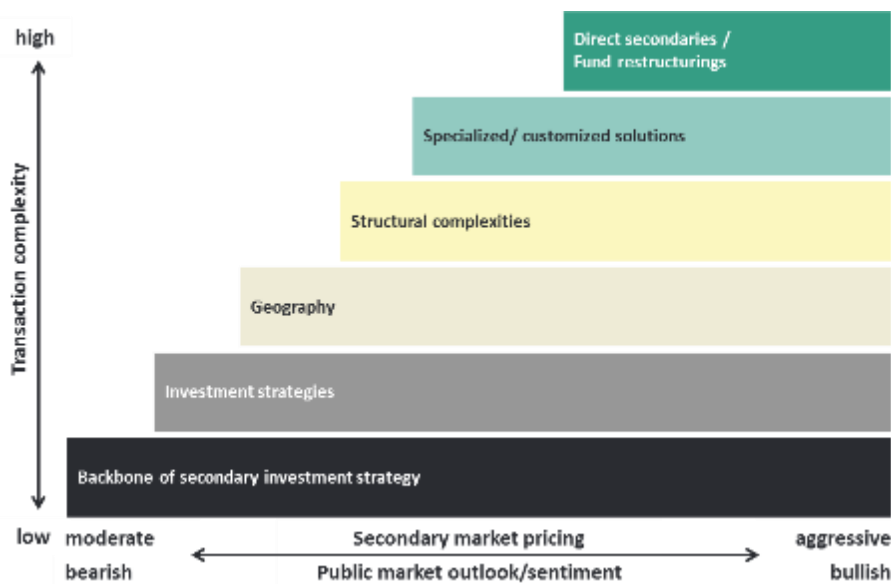 high
Direct secondaries /
Fund restructurings
Specialized/ customized solutions
Structural complexities
Transaction complexity
Geography
Investment strategies
Backbone of secondary investment strategy
low moderate Secondary market pricing aggressive
bearish Public market outlook/sentiment bullish